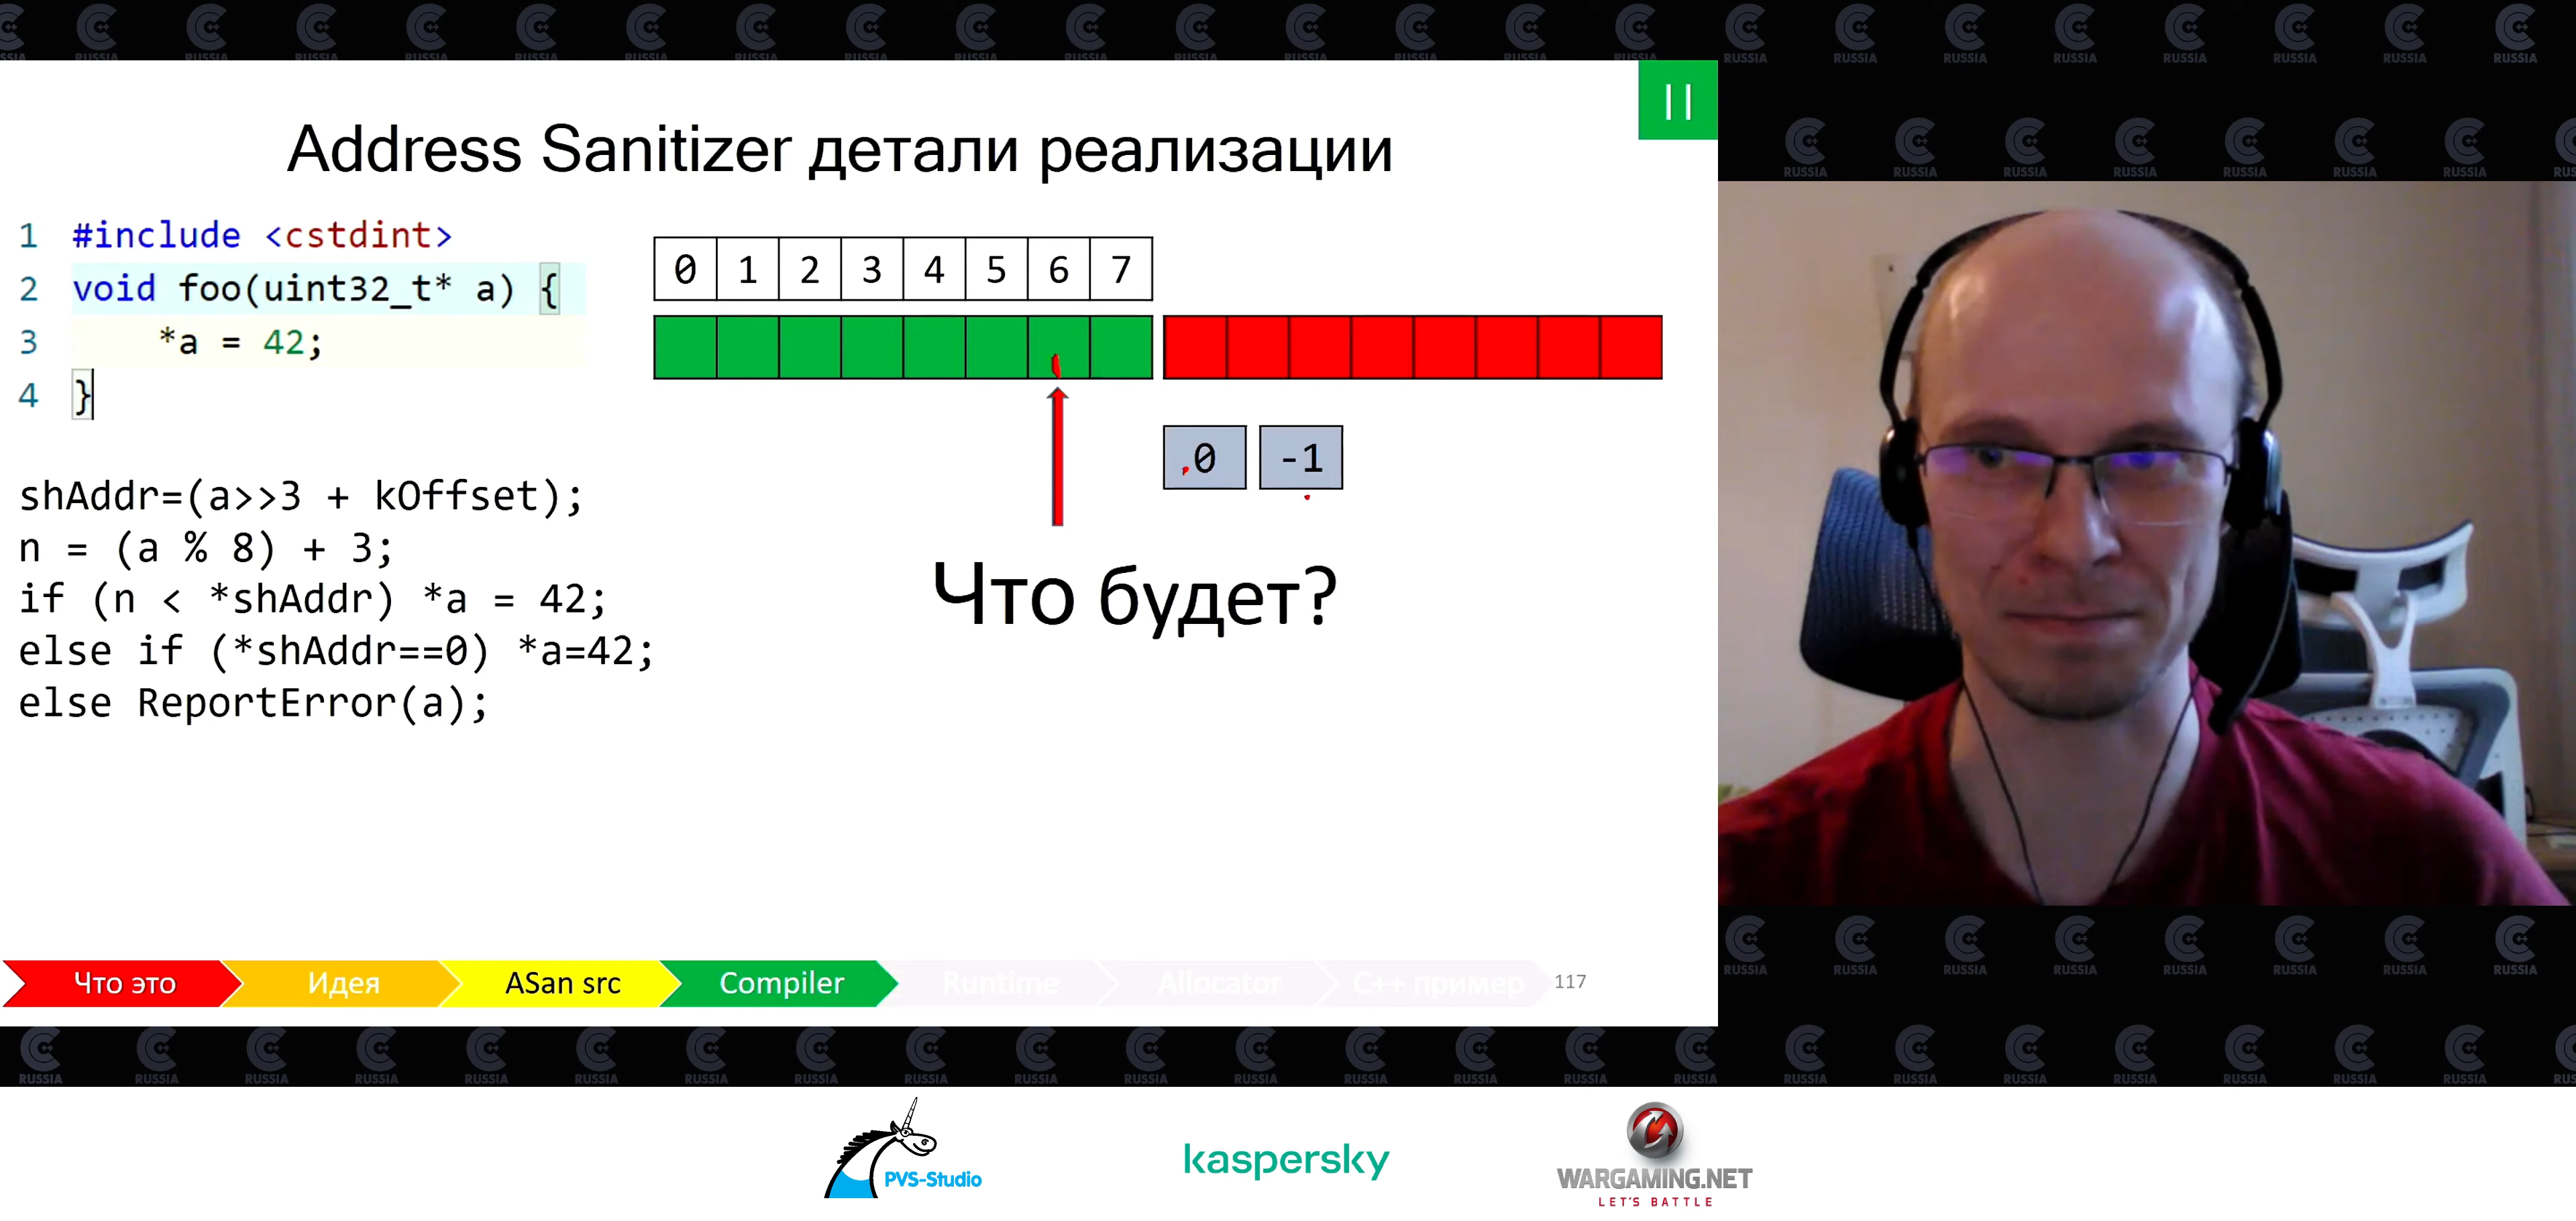 Address Sanitizer детали реализации
1 #include <cstdint>
2 void foo(uint32_t* a) {
3 *a = 42;
4 }
0 1 2 3 4 5 6 7
0 -1
shAddr=(a>>3 + kOffset);
n = (a % 8) + 3;
if (n < *shAddr) *a = 42;
else if (*shAddr==0) *a=42;
else ReportError(a);
Что будет?
Что это
Идея
ASan src
Compiler
Runtime
Allocator
C++ пример
117
RUSSIA
PVS-Studio
kaspersky
WARGAMING.NET
LET'S BATTLE